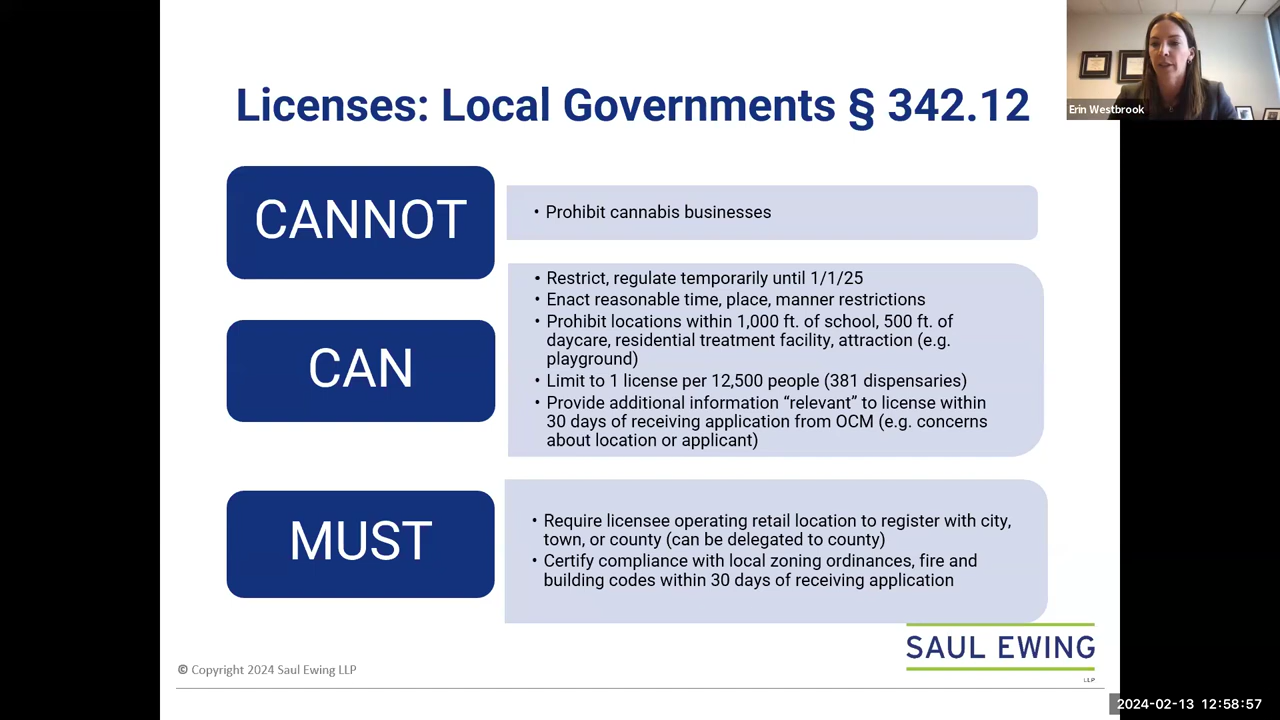 Licenses: Local Governments § 342.12
Erin Westbrook
CANNOT
• Prohibit cannabis businesses
CAN
• Restrict, regulate temporarily until 1/1/25
• Enact reasonable time, place, manner restrictions
• Prohibit locations within 1,000 ft. of school, 500 ft. of
daycare, residential treatment facility, attraction (e.g.
playground)
• Limit to 1 license per 12,500 people (381 dispensaries)
• Provide additional information “relevant” to license within
30 days of receiving application from OCM (e.g. concerns
about location or applicant)
MUST
• Require licensee operating retail location to register with city,
town, or county (can be delegated to county)
• Certify compliance with local zoning ordinances, fire and
building codes within 30 days of receiving application
SAUL EWING
LLP
© Copyright 2024 Saul Ewing LLP
2024-02-13 12:58:57